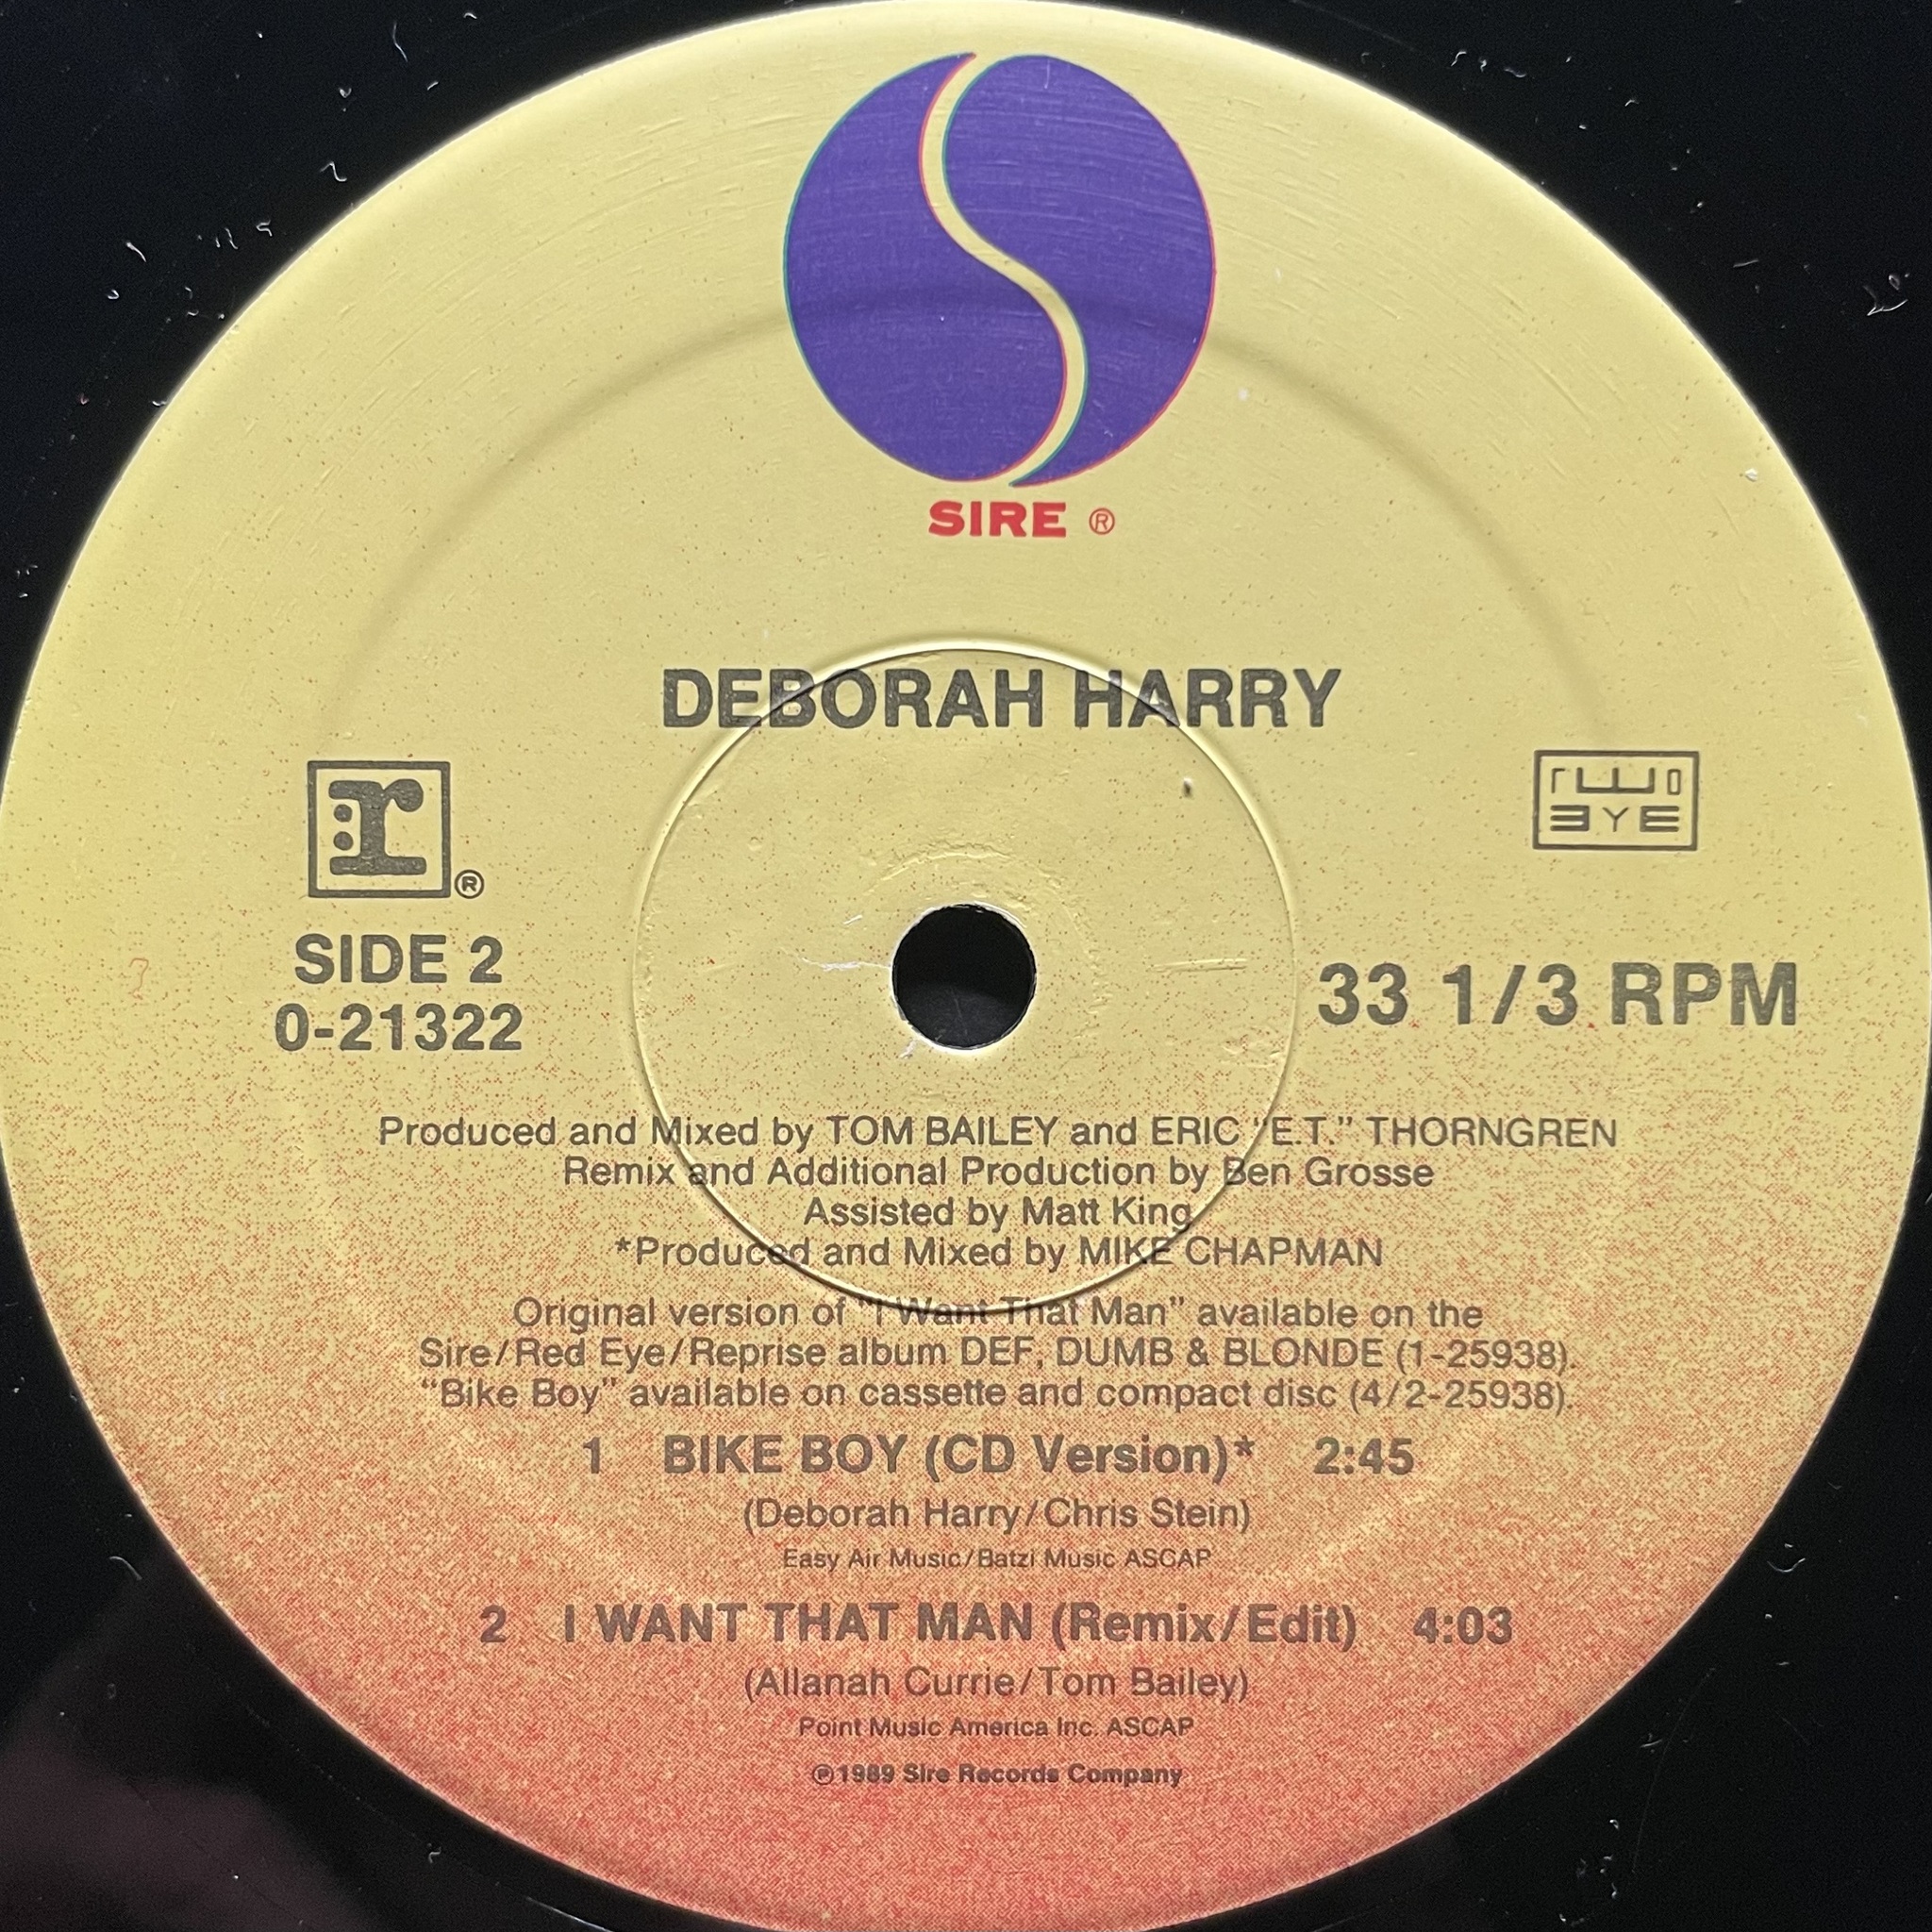 SIRE ®
DEBORAH HARRY
r ®
RED EYE
SIDE 2
0-21322
33 1/3 RPM
Produced and Mixed by TOM BAILEY and ERIC “E.T.” THORNGREN
Remix and Additional Production by Ben Grosse
Assisted by Matt King
*Produced and Mixed by MIKE CHAPMAN
Original version of “I Want That Man” available on the
Sire/Red Eye/Reprise album DEF, DUMB & BLONDE (1-25938).
“Bike Boy” available on cassette and compact disc (4/2-25938).
1 BIKE BOY (CD Version)* 2:45
(Deborah Harry/Chris Stein)
Easy Air Music/Batzi Music ASCAP
2 I WANT THAT MAN (Remix/Edit) 4:03
(Allanah Currie/Tom Bailey)
Point Music America Inc. ASCAP
℗1989 Sire Records Company